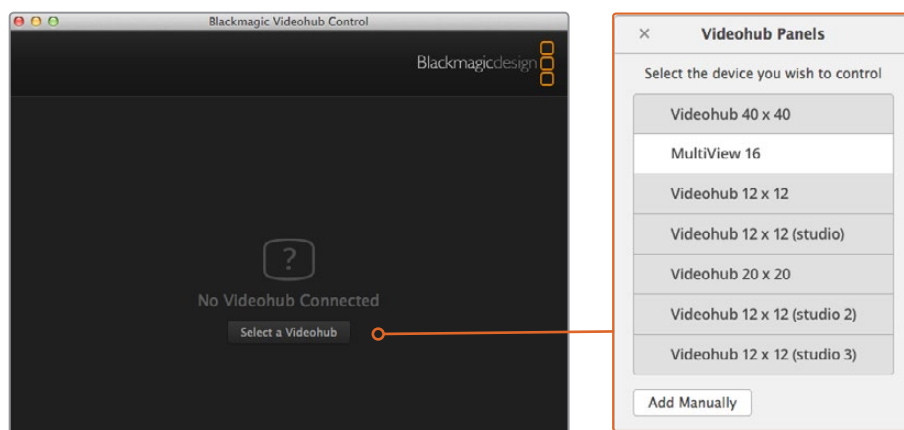 Blackmagic Videohub Control
Blackmagicdesign
?
No Videohub Connected
Select a Videohub
Videohub Panels
Select the device you wish to control
Videohub 40 x 40
MultiView 16
Videohub 12 x 12
Videohub 12 x 12 (studio)
Videohub 20 x 20
Videohub 12 x 12 (studio 2)
Videohub 12 x 12 (studio 3)
Add Manually